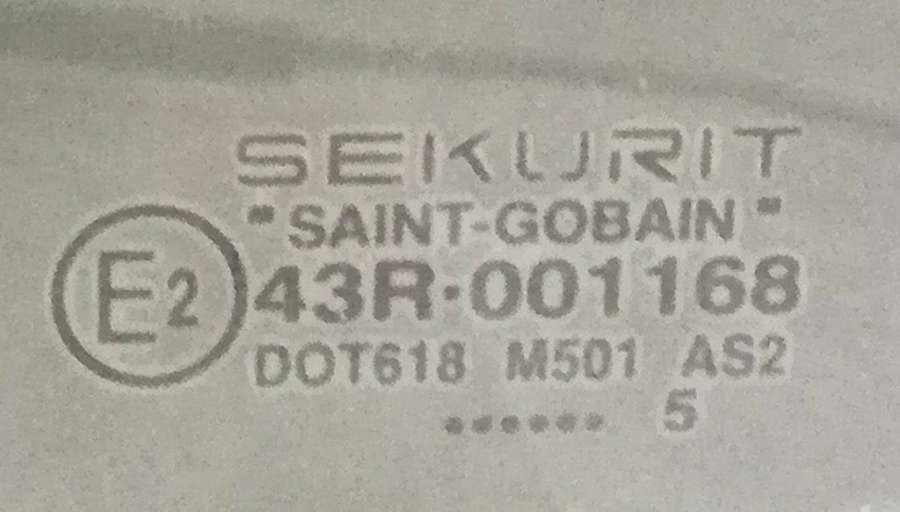 SEKURIT
"SAINT-GOBAIN"
E2 43R·001168
DOT618 M501 AS2
...... 5